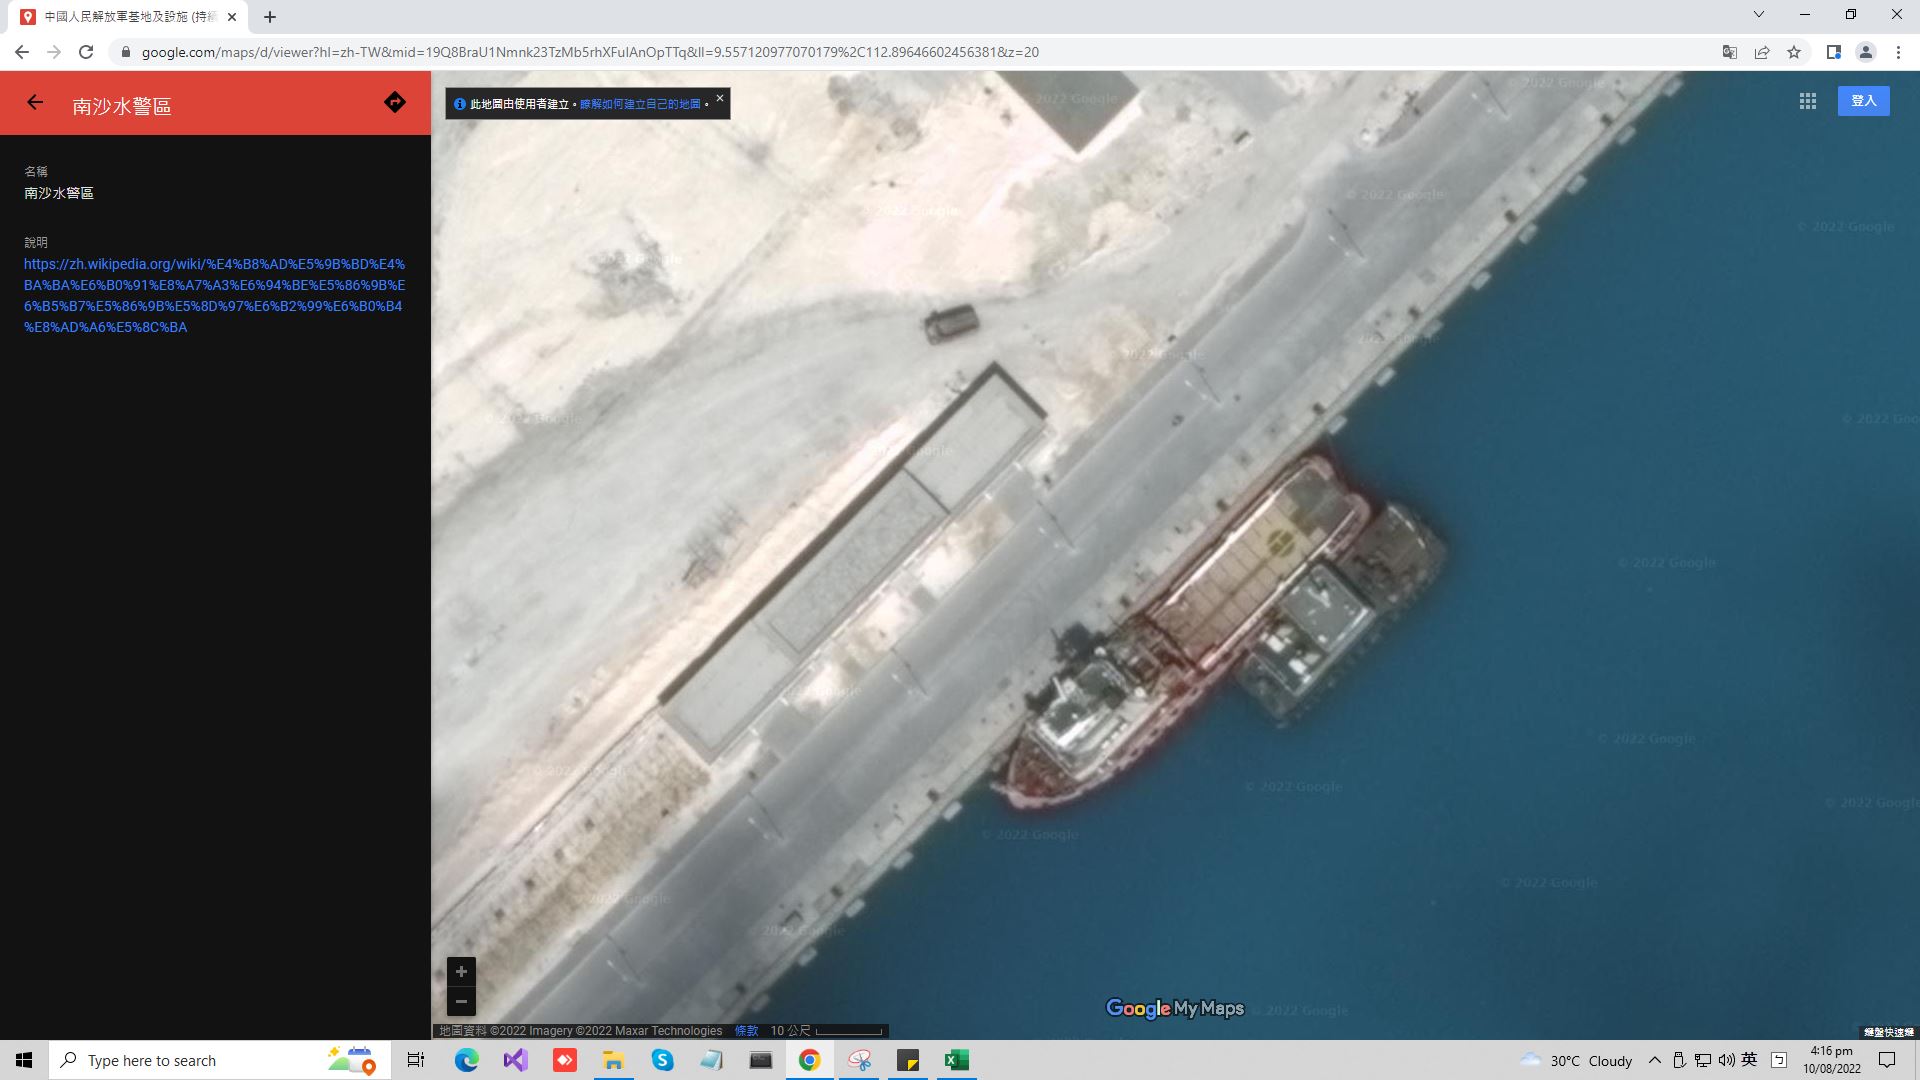 中國人民解放軍基地及設施 (持續
google.com/maps/d/viewer?hl=zh-TW&mid=19Q8BraU1Nmnk23TzMb5rhXFulAnOpTTq&ll=9.557120977070179%2C112.89646602456381&z=20
南沙水警區
此地圖由使用者建立。瞭解如何建立自己的地圖。
登入
名稱
南沙水警區
說明
https://zh.wikipedia.org/wiki/%E4%B8%AD%E5%9B%BD%E4%
BA%BA%E6%B0%91%E8%A7%A3%E6%94%BE%E5%86%9B%E
6%B5%B7%E5%86%9B%E5%8D%97%E6%B2%99%E6%B0%B4
%E8%AD%A6%E5%8C%BA
© 2022 Google
Google My Maps
地圖資料 ©2022 Imagery ©2022 Maxar Technologies 條款 10 公尺
鍵盤快速鍵
Type here to search
30°C Cloudy
英
4:16 pm
10/08/2022